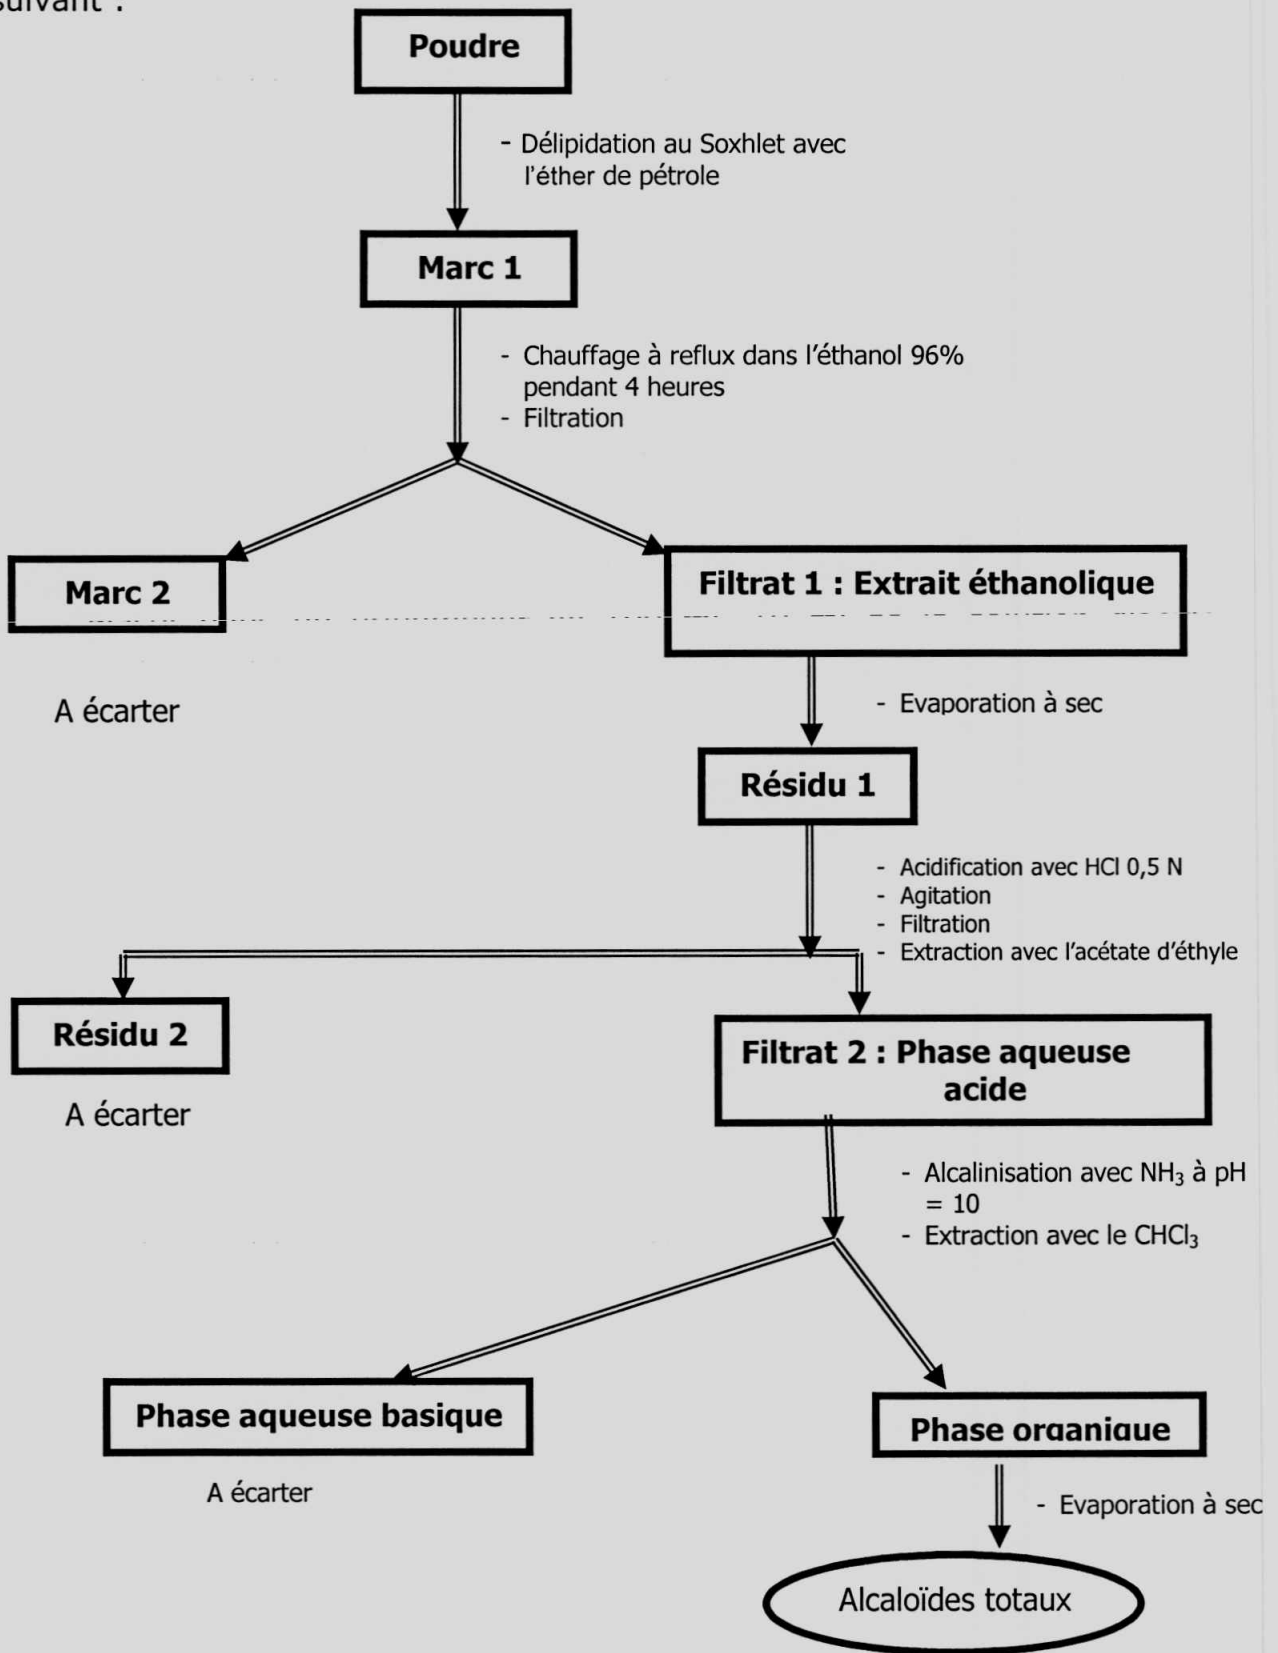 suivant :
Poudre
- Délipidation au Soxhlet avec
l'éther de pétrole
Marc 1
- Chauffage à reflux dans l'éthanol 96%
pendant 4 heures
- Filtration
Marc 2
Filtrat 1 : Extrait éthanolique
A écarter
- Evaporation à sec
Résidu 1
- Acidification avec HCl 0,5 N
- Agitation
- Filtration
- Extraction avec l'acétate d'éthyle
Résidu 2
Filtrat 2 : Phase aqueuse
acide
A écarter
- Alcalinisation avec NH₃ à pH
= 10
- Extraction avec le CHCl₃
Phase aqueuse basique
Phase organique
A écarter
- Evaporation à sec
Alcaloïdes totaux